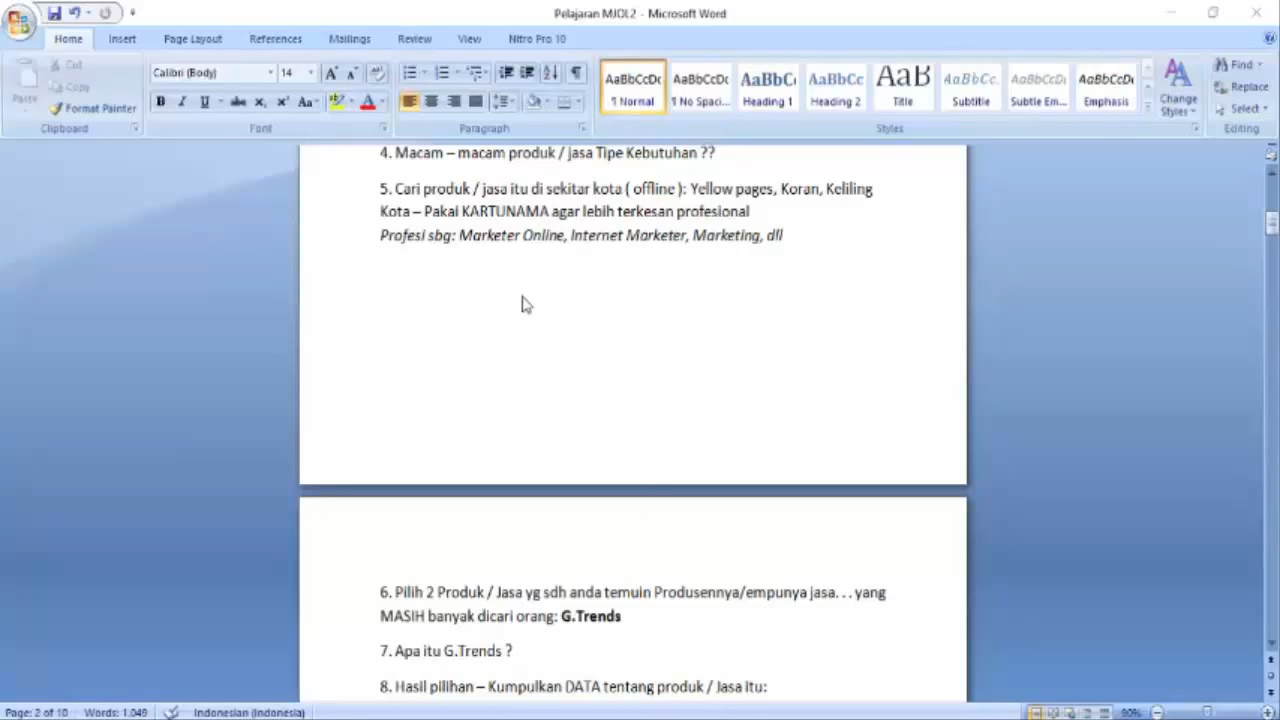 Pelajaran MJOL2 - Microsoft Word
Home Insert Page Layout References Mailings Review View Nitro Pro 10
Paste Cut Copy Format Painter
Calibri (Body) 14
AaBbCcDc AaBbCcDc AaBbC AaBbCc AaB AaBbCc. AaBbCcDc AaBbCcDc
¶ Normal ¶ No Spaci... Heading 1 Heading 2 Title Subtitle Subtle Em... Emphasis
Change Styles
Find Replace Select
Clipboard Font Paragraph Styles Editing
4. Macam – macam produk / jasa Tipe Kebutuhan ??
5. Cari produk / jasa itu di sekitar kota ( offline ): Yellow pages, Koran, Keliling
Kota – Pakai KARTUNAMA agar lebih terkesan profesional
Profesi sbg: Marketer Online, Internet Marketer, Marketing, dll
6. Pilih 2 Produk / Jasa yg sdh anda temuin Produsennya/empunya jasa. . . yang
MASIH banyak dicari orang: G.Trends
7. Apa itu G.Trends ?
8. Hasil pilihan – Kumpulkan DATA tentang produk / Jasa itu:
Page: 2 of 10 Words: 1.049 Indonesian (Indonesia) 90%